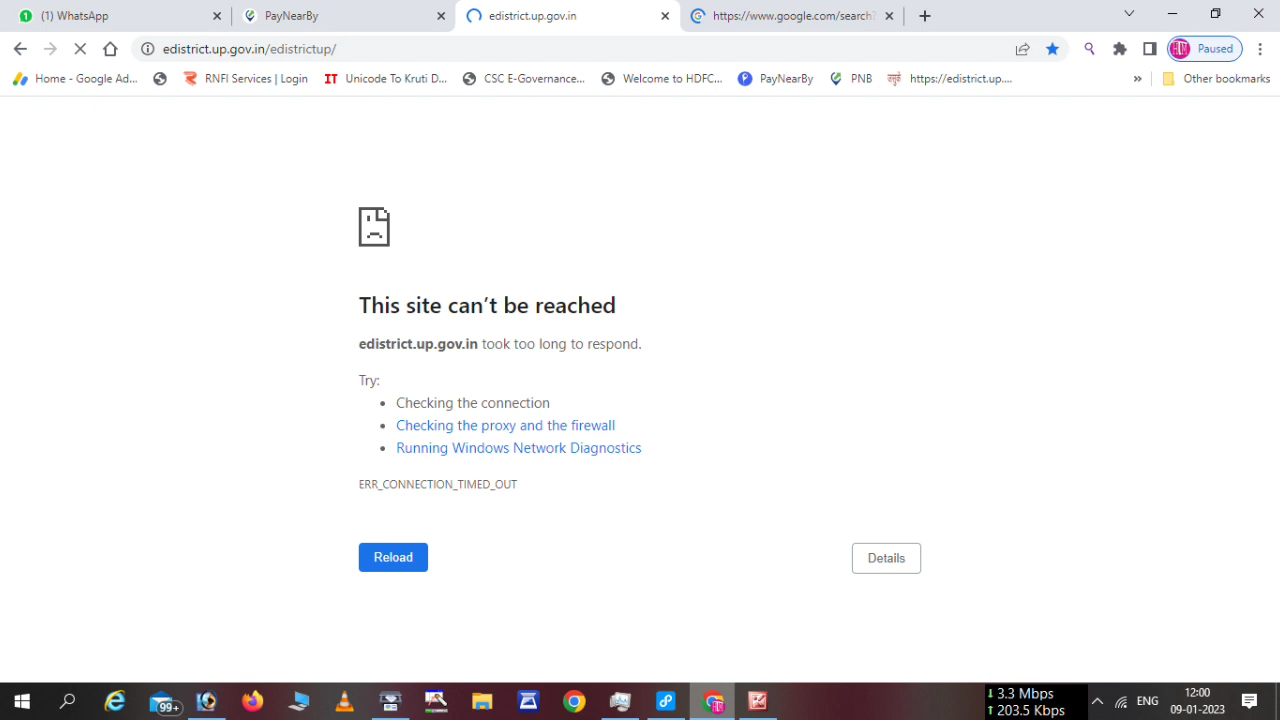 (1) WhatsApp
PayNearBy
edistrict.up.gov.in
https://www.google.com/search?
edistrict.up.gov.in/edistrictup/
Paused
Home - Google Ad...
RNFI Services | Login
IT Unicode To Kruti D...
CSC E-Governance...
Welcome to HDFC...
PayNearBy
PNB
https://edistrict.up....
»
Other bookmarks
This site can’t be reached
edistrict.up.gov.in took too long to respond.
Try:
• Checking the connection
• Checking the proxy and the firewall
• Running Windows Network Diagnostics
ERR_CONNECTION_TIMED_OUT
Reload
Details
99+
3.3 Mbps
203.5 Kbps
ENG
12:00
09-01-2023